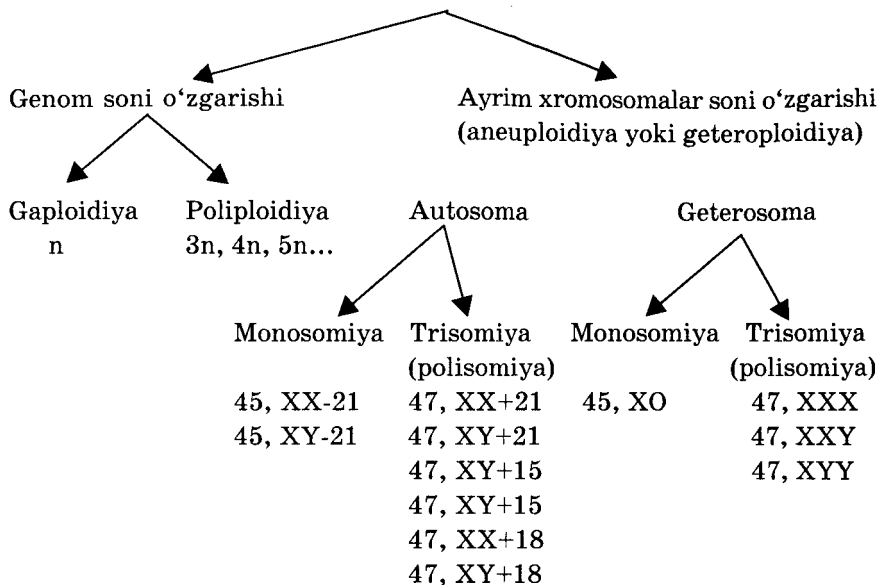 Genom soni o‘zgarishi
Ayrim xromosomalar soni o‘zgarishi
(aneuploidiya yoki geteroploidiya)
Gaploidiya
n
Poliploidiya
3n, 4n, 5n...
Autosoma
Geterosoma
Monosomiya
45, XX-21
45, XY-21
Trisomiya
(polisomiya)
47, XX+21
47, XY+21
47, XY+15
47, XY+15
47, XX+18
47, XY+18
Monosomiya
45, XO
Trisomiya
(polisomiya)
47, XXX
47, XXY
47, XYY